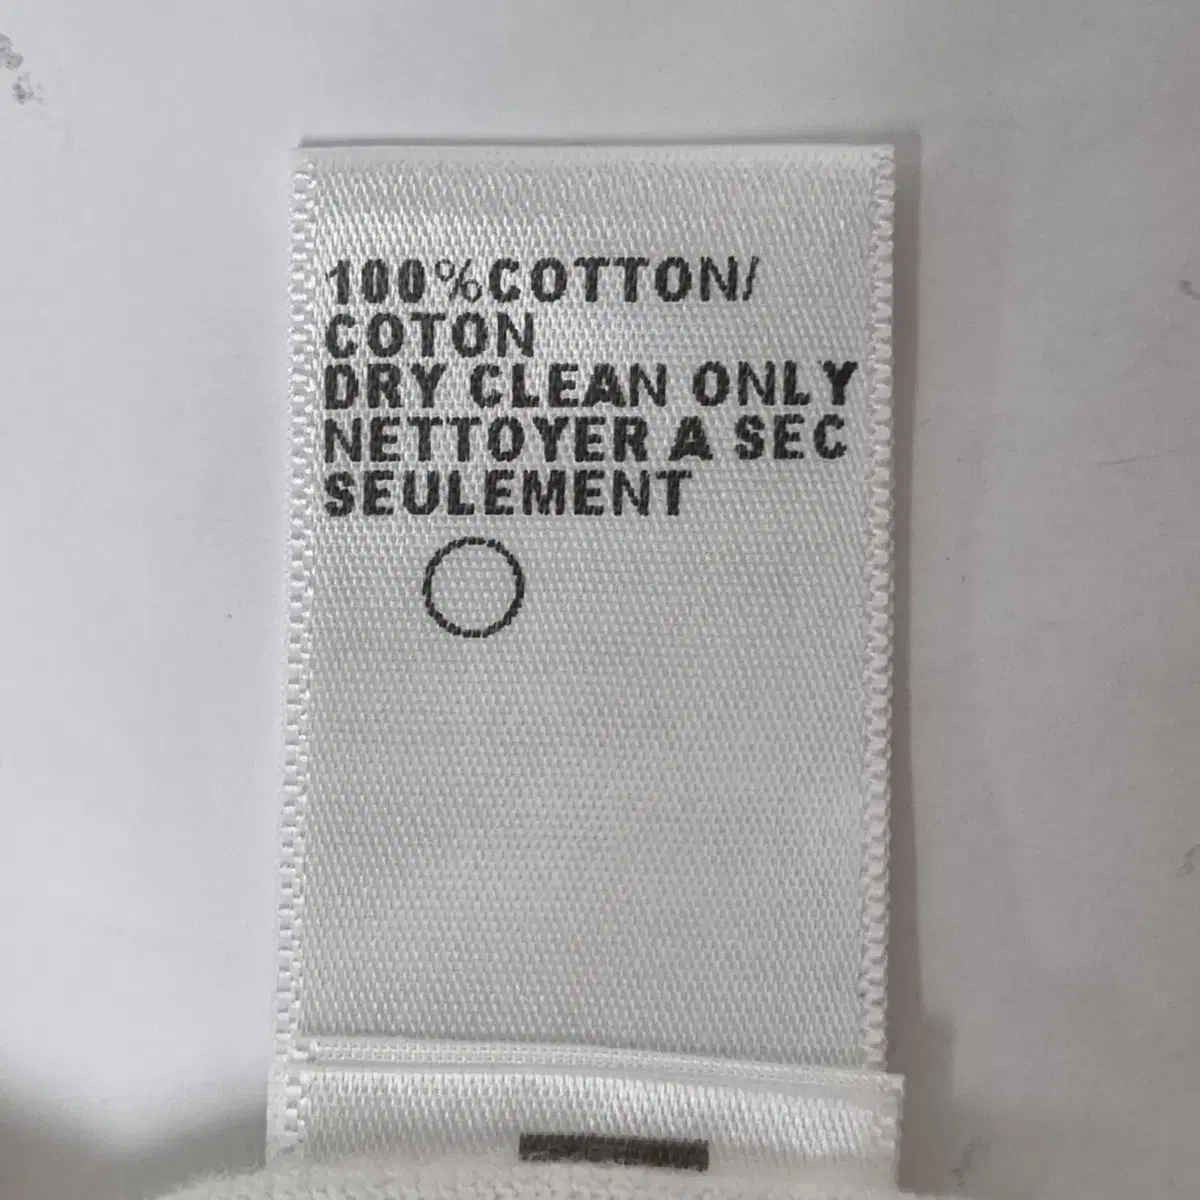 100%COTTON/
COTON
DRY CLEAN ONLY
NETTOYER A SEC
SEULEMENT